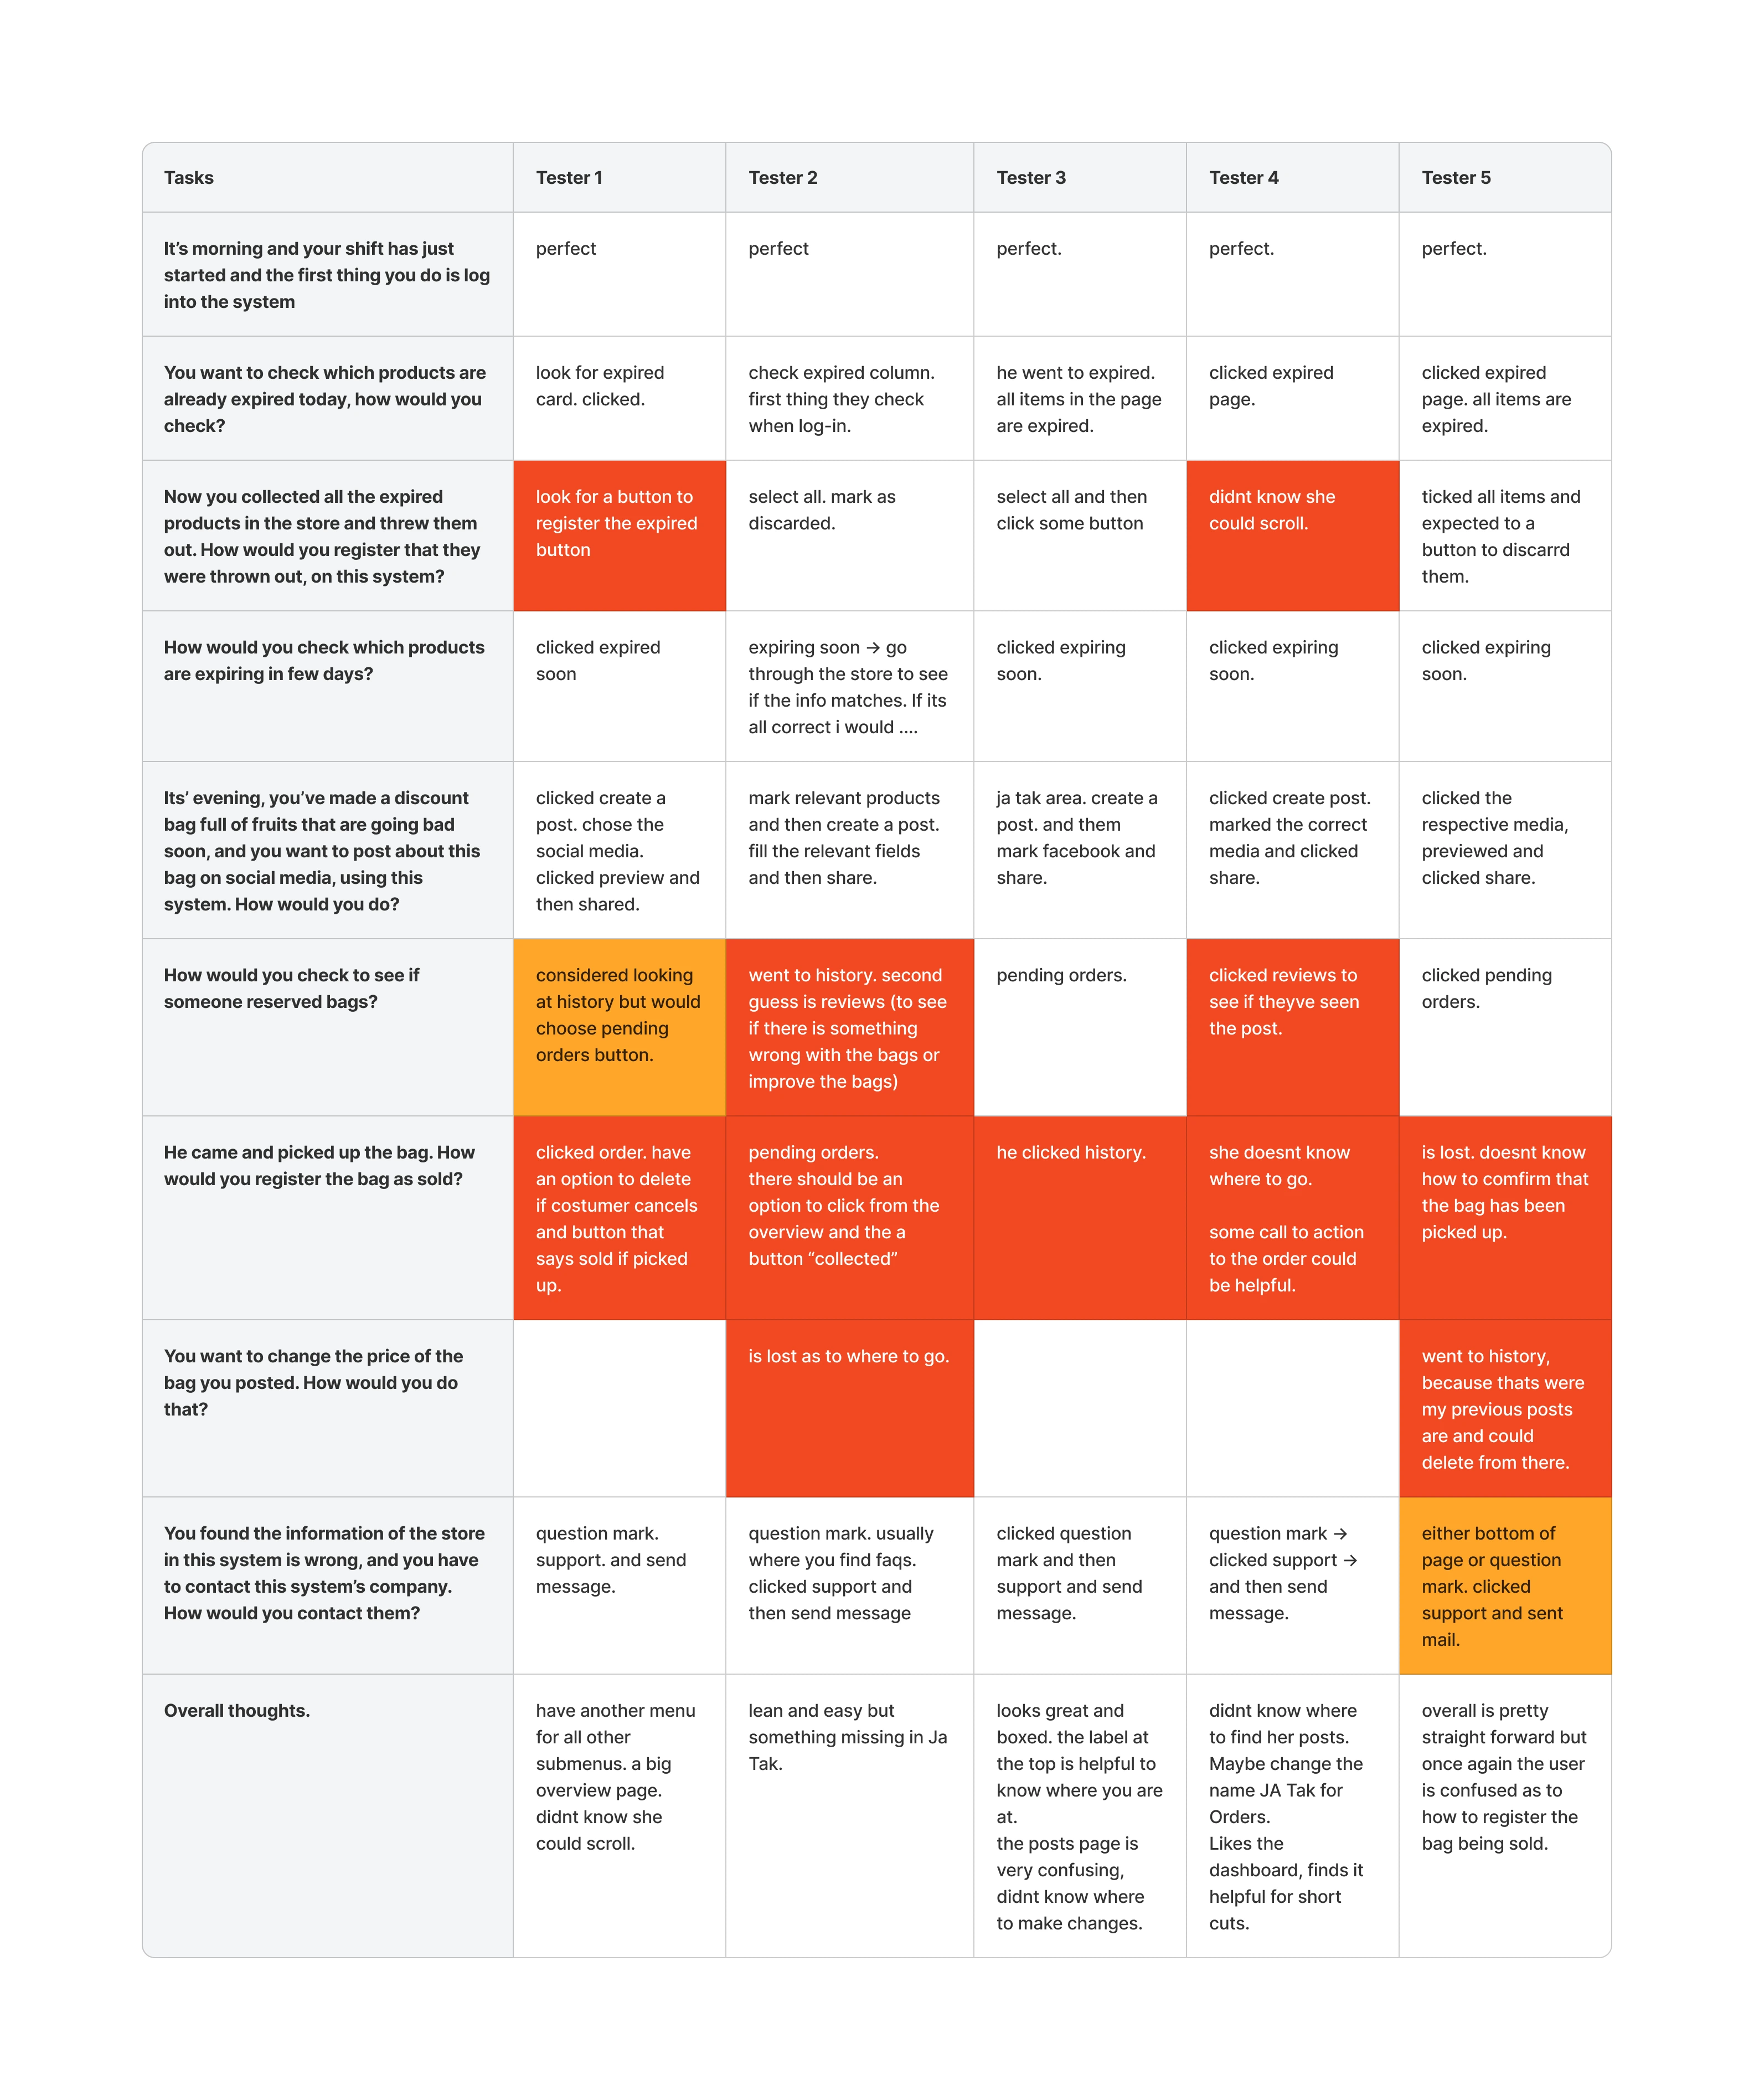 Tasks
Tester 1
Tester 2
Tester 3
Tester 4
Tester 5
It’s morning and your shift has just
started and the first thing you do is log
into the system
perfect
perfect
perfect.
perfect.
perfect.
You want to check which products are
already expired today, how would you
check?
look for expired
card. clicked.
check expired column.
first thing they check
when log-in.
he went to expired.
all items in the page
are expired.
clicked expired
page.
clicked expired
page. all items are
expired.
Now you collected all the expired
products in the store and threw them
out. How would you register that they
were thrown out, on this system?
look for a button to
register the expired
button
select all. mark as
discarded.
select all and then
click some button
didnt know she
could scroll.
ticked all items and
expected to a
button to discarrd
them.
How would you check which products
are expiring in few days?
clicked expired
soon
expiring soon → go
through the store to see
if the info matches. If its
all correct i would ....
clicked expiring
soon.
clicked expiring
soon.
clicked expiring
soon.
Its’ evening, you’ve made a discount
bag full of fruits that are going bad
soon, and you want to post about this
bag on social media, using this
system. How would you do?
clicked create a
post. chose the
social media.
clicked preview and
then shared.
mark relevant products
and then create a post.
fill the relevant fields
and then share.
ja tak area. create a
post. and them
mark facebook and
share.
clicked create post.
marked the correct
media and clicked
share.
clicked the
respective media,
previewed and
clicked share.
How would you check to see if
someone reserved bags?
considered looking
at history but would
choose pending
orders button.
went to history. second
guess is reviews (to see
if there is something
wrong with the bags or
improve the bags)
pending orders.
clicked reviews to
see if theyve seen
the post.
clicked pending
orders.
He came and picked up the bag. How
would you register the bag as sold?
clicked order. have
an option to delete
if costumer cancels
and button that
says sold if picked
up.
pending orders.
there should be an
option to click from the
overview and the a
button “collected”
he clicked history.
she doesnt know
where to go.
some call to action
to the order could
be helpful.
is lost. doesnt know
how to comfirm that
the bag has been
picked up.
You want to change the price of the
bag you posted. How would you do
that?
is lost as to where to go.
went to history,
because thats were
my previous posts
are and could
delete from there.
You found the information of the store
in this system is wrong, and you have
to contact this system’s company.
How would you contact them?
question mark.
support. and send
message.
question mark. usually
where you find faqs.
clicked support and
then send message
clicked question
mark and then
support and send
message.
question mark →
clicked support →
and then send
message.
either bottom of
page or question
mark. clicked
support and sent
mail.
Overall thoughts.
have another menu
for all other
submenus. a big
overview page.
didnt know she
could scroll.
lean and easy but
something missing in Ja
Tak.
looks great and
boxed. the label at
the top is helpful to
know where you are
at.
the posts page is
very confusing,
didnt know where
to make changes.
didnt know where
to find her posts.
Maybe change the
name JA Tak for
Orders.
Likes the
dashboard, finds it
helpful for short
cuts.
overall is pretty
straight forward but
once again the user
is confused as to
how to register the
bag being sold.